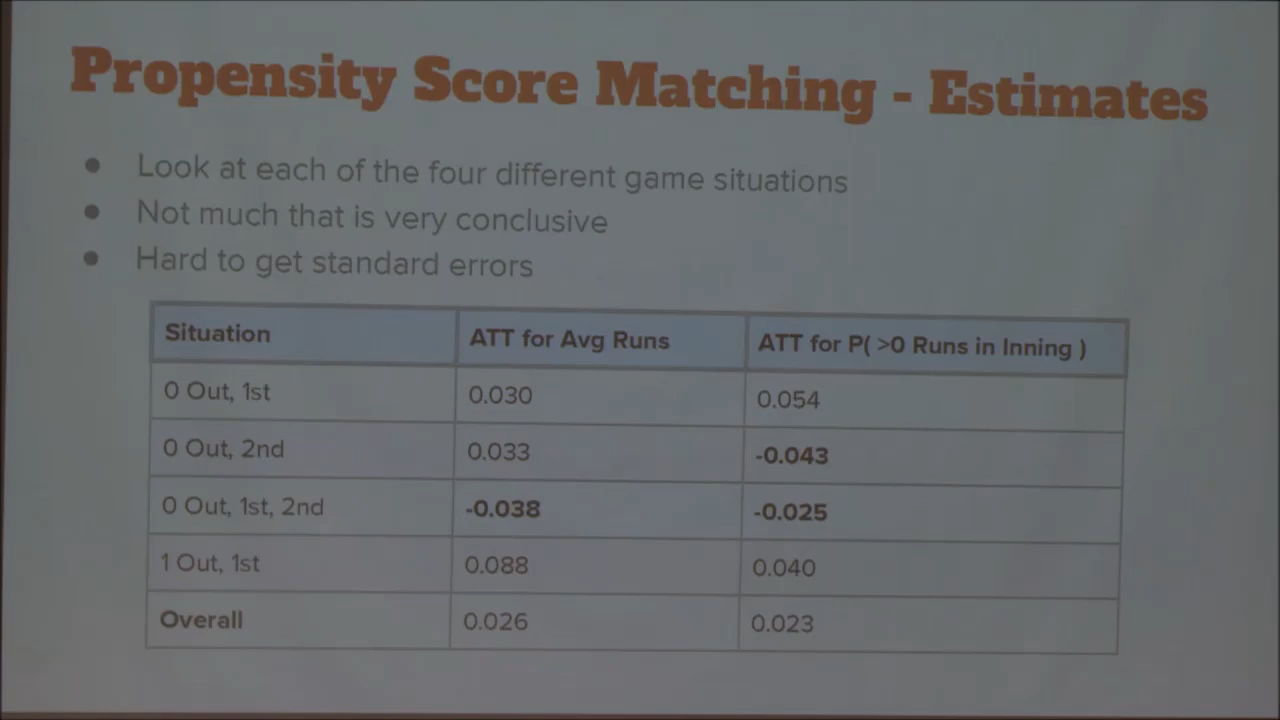 Propensity Score Matching - Estimates
● Look at each of the four different game situations
● Not much that is very conclusive
● Hard to get standard errors
Situation ATT for Avg Runs ATT for P( >0 Runs in Inning )
0 Out, 1st 0.030 0.054
0 Out, 2nd 0.033 -0.043
0 Out, 1st, 2nd -0.038 -0.025
1 Out, 1st 0.088 0.040
Overall 0.026 0.023